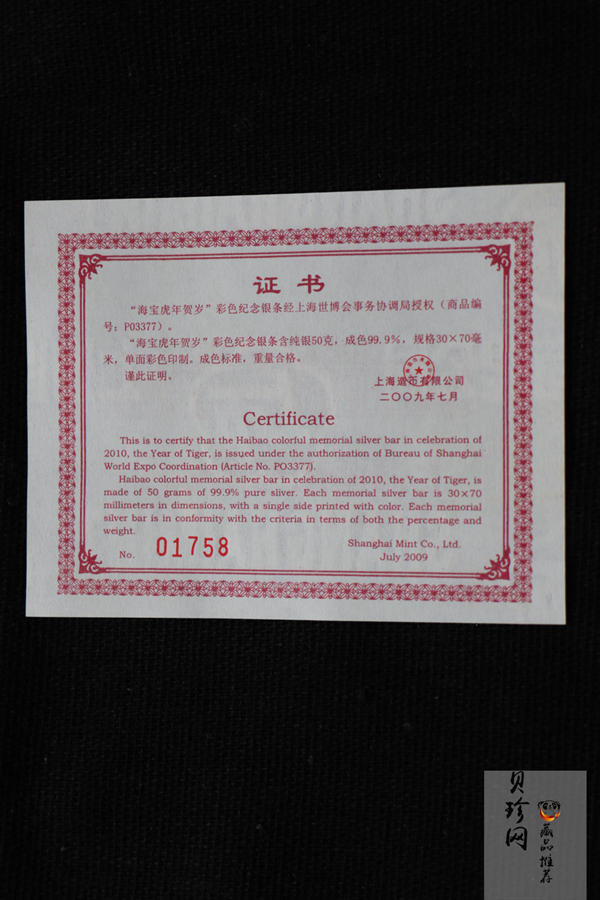 证书
“海宝虎年贺岁”彩色纪念银条经上海世博会事务协调局授权（商品编
号：PO3377）。
“海宝虎年贺岁”彩色纪念银条含纯银50克，成色99.9%，规格30×70毫
米，单面彩色印制。成色标准，重量合格。
谨此证明。
上海造币有限公司
二〇〇九年七月
Certificate
This is to certify that the Haibao colorful memorial silver bar in celebration of
2010, the Year of Tiger, is issued under the authorization of Bureau of Shanghai
World Expo Coordination (Article No. PO3377).
Haibao colorful memorial silver bar in celebration of 2010, the Year of Tiger, is
made of 50 grams of 99.9% pure sliver. Each memorial silver bar is 30×70
millimeters in dimensions, with a single side printed with color. Each memorial
silver bar is in conformity with the criteria in terms of both the percentage and
weight.
No. 01758
Shanghai Mint Co., Ltd.
July 2009
贝珍网
藏品推荐